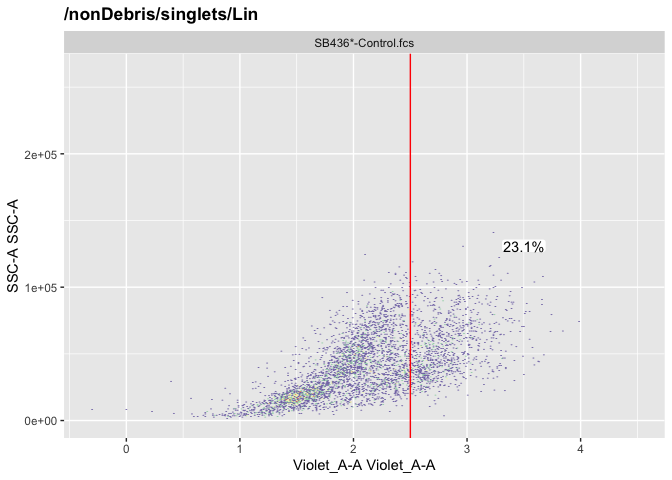 /nonDebris/singlets/Lin
SB436*-Control.fcs
2e+05
23.1%
1e+05
0e+00
SSC-A SSC-A
0 1 2 3 4
Violet_A-A Violet_A-A